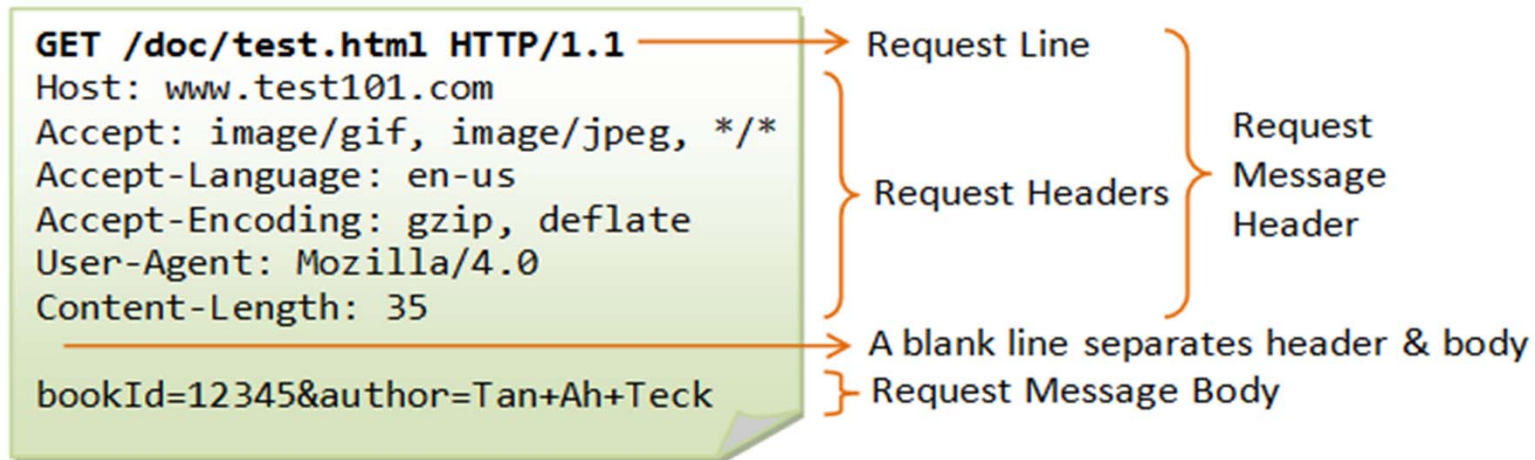 GET /doc/test.html HTTP/1.1
Request Line
Host: www.test101.com
Accept: image/gif, image/jpeg, */*
Accept-Language: en-us
Accept-Encoding: gzip, deflate
User-Agent: Mozilla/4.0
Content-Length: 35
Request Headers
Request
Message
Header
A blank line separates header & body
bookId=12345&author=Tan+Ah+Teck
Request Message Body